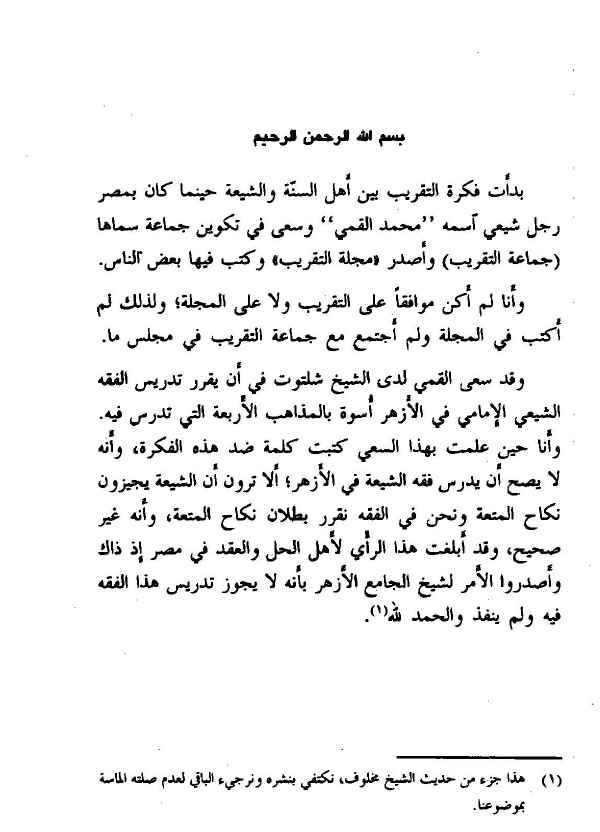 بسم الله الرحمن الرحيم
بدأت فكرة التقريب بين أهل السنّة والشيعة حينما كان بمصر
رجل شيعي آسمه ''محمد القمي'' وسعى في تكوين جماعة سماها
(جماعة التقريب) وأصدر «مجلة التقريب» وكتب فيها بعض الناس.
وأنا لم أكن موافقاً على التقريب ولا على المجلة؛ ولذلك لم
أكتب في المجلة ولم أجتمع مع جماعة التقريب في مجلس ما.
وقد سعى القمي لدى الشيخ شلتوت في أن يقرر تدريس الفقه
الشيعي الإمامي في الأزهر أسوة بالمذاهب الأربعة التي تدرس فيه.
وأنا حين علمت بهذا السعي كتبت كلمة ضد هذه الفكرة، وأنه
لا يصح أن يدرس فقه الشيعة في الأزهر؛ ألا ترون أن الشيعة يجيزون
نكاح المتعة ونحن في الفقه نقرر بطلان نكاح المتعة، وأنه غير
صحيح، وقد أبلغت هذا الرأي لأهل الحل والعقد في مصر إذ ذاك
وأصدروا الأمر لشيخ الجامع الأزهر بأنه لا يجوز تدريس هذا الفقه
فيه ولم ينفذ والحمد لله(١).
(١) هذا جزء من حديث الشيخ مخلوف، نكتفي بنشره ونرجيء الباقي لعدم صلته الماسة
بموضوعنا.